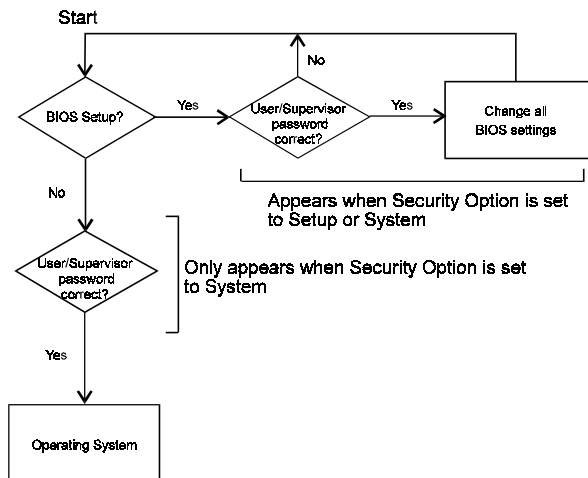 Start
No
BIOS Setup?
Yes
User/Supervisor
password
correct?
Yes
Change all
BIOS settings
Appears when Security Option is set
to Setup or System
No
User/Supervisor
password
correct?
Only appears when Security Option is set
to System
Yes
Operating System